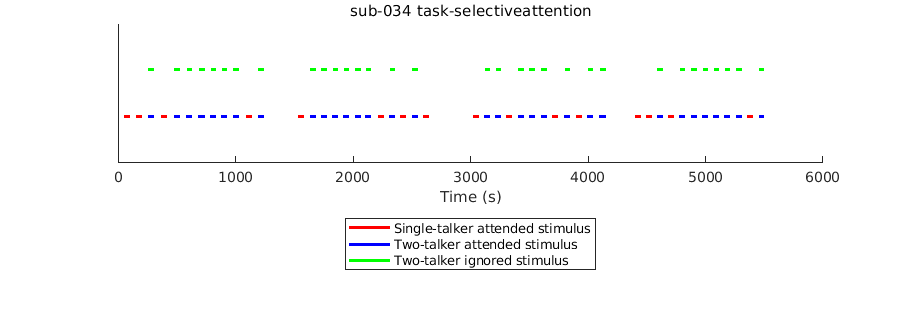 sub-034 task-selectiveattention
0 1000 2000 3000 4000 5000 6000
Time (s)
Single-talker attended stimulus
Two-talker attended stimulus
Two-talker ignored stimulus